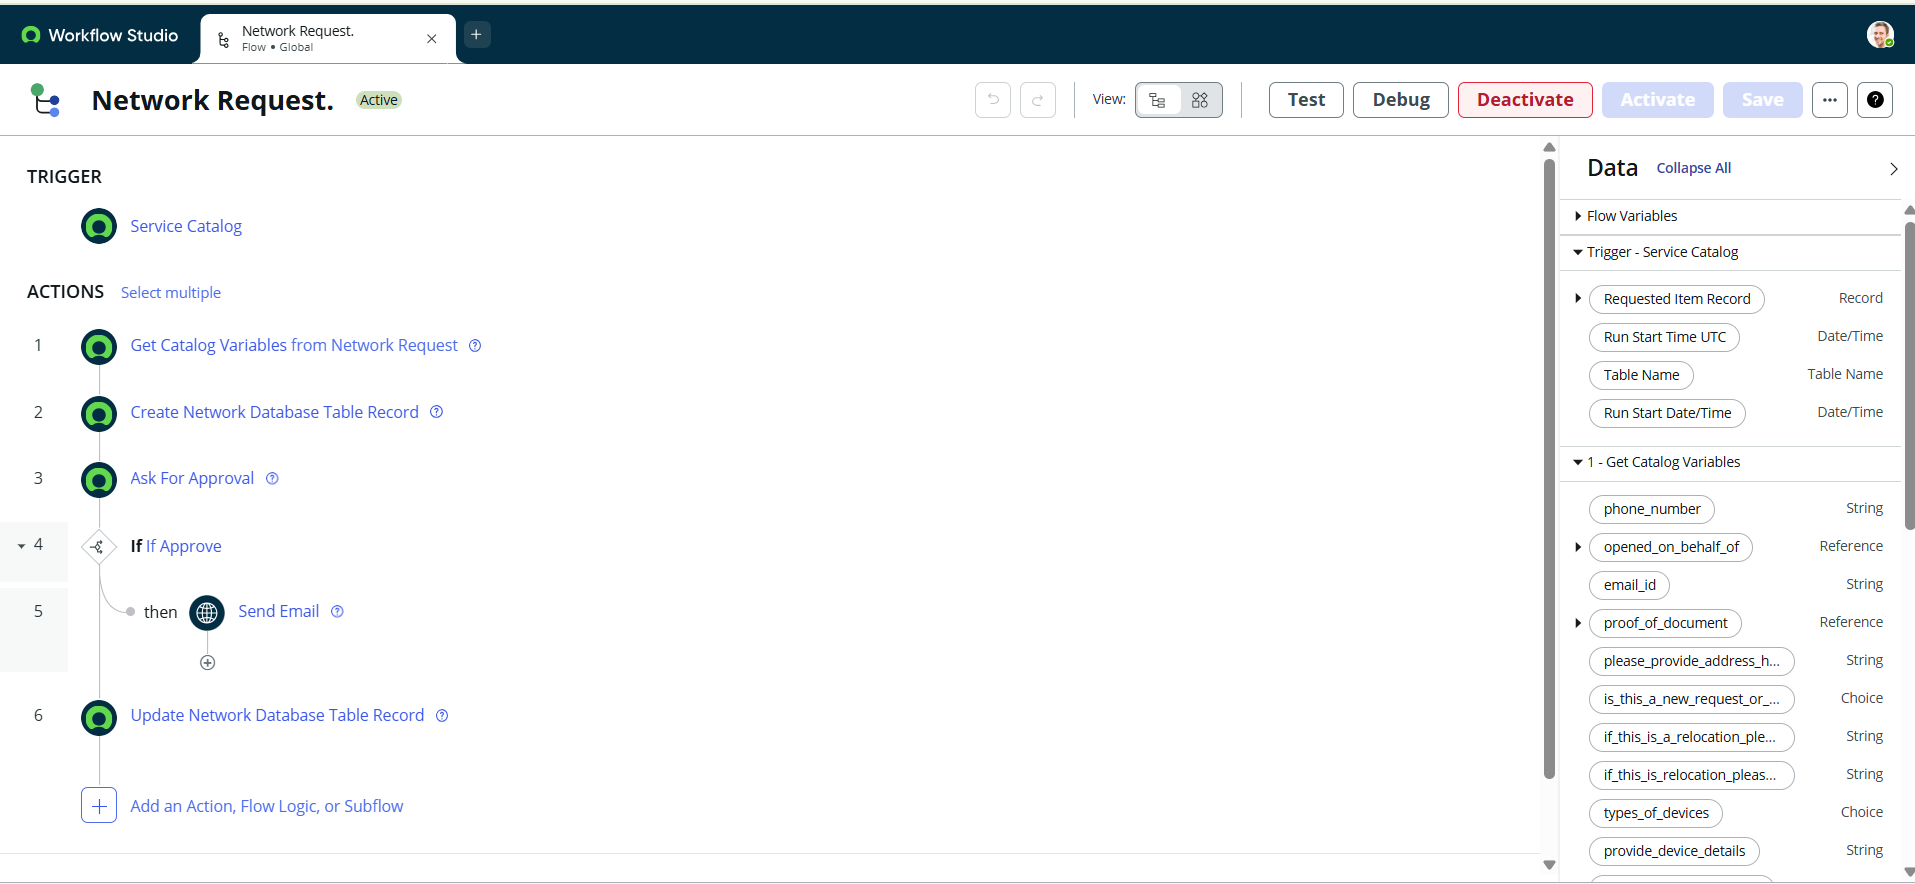 Workflow Studio
Network Request.
Flow • Global
Network Request.
Active
View:
Test
Debug
Deactivate
Activate
Save
TRIGGER
Service Catalog
ACTIONS
Select multiple
1
Get Catalog Variables from Network Request
2
Create Network Database Table Record
3
Ask For Approval
4
If If Approve
5
then
Send Email
6
Update Network Database Table Record
Add an Action, Flow Logic, or Subflow
Data
Collapse All
Flow Variables
Trigger - Service Catalog
Requested Item Record Record
Run Start Time UTC Date/Time
Table Name Table Name
Run Start Date/Time Date/Time
1 - Get Catalog Variables
phone_number String
opened_on_behalf_of Reference
email_id String
proof_of_document Reference
please_provide_address_h... String
is_this_a_new_request_or_... Choice
if_this_is_a_relocation_ple... String
if_this_is_relocation_pleas... String
types_of_devices Choice
provide_device_details String